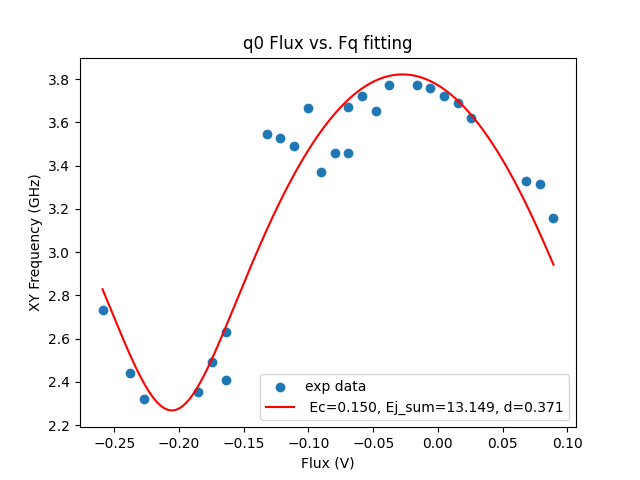 q0 Flux vs. Fq fitting
XY Frequency (GHz)
3.8
3.6
3.4
3.2
3.0
2.8
2.6
2.4
2.2
exp data
Ec=0.150, Ej_sum=13.149, d=0.371
−0.25 −0.20 −0.15 −0.10 −0.05 0.00 0.05 0.10
Flux (V)